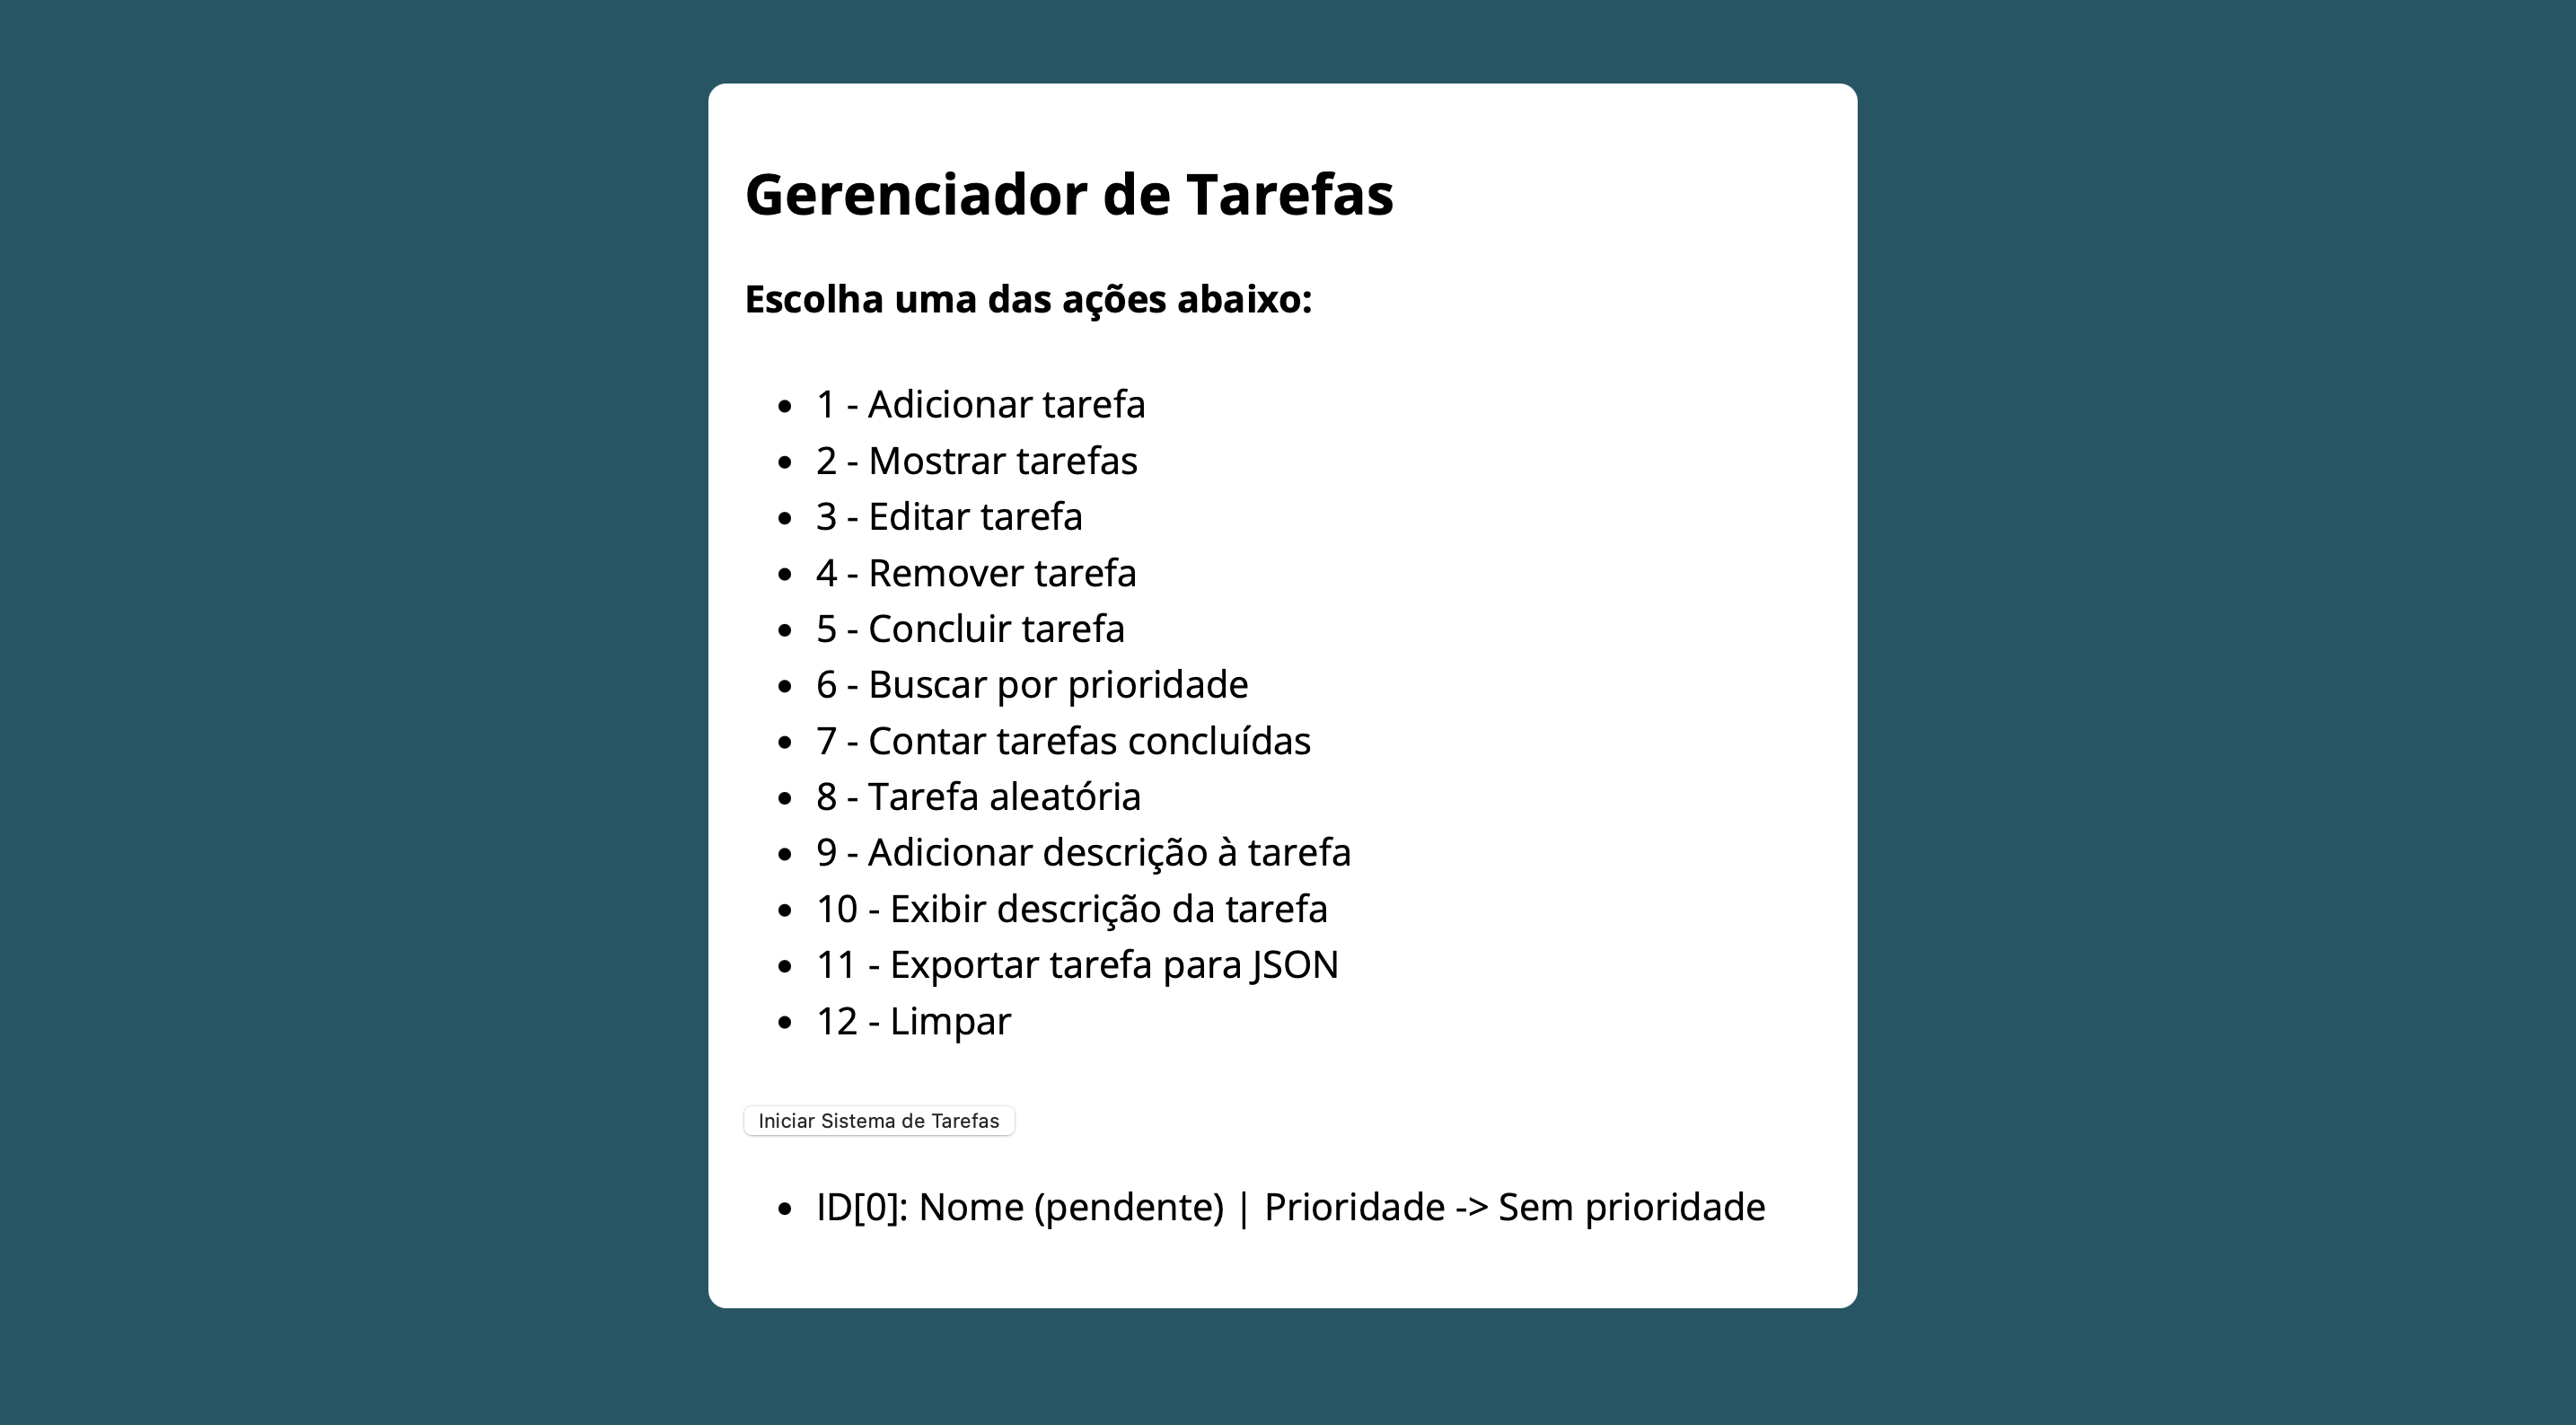 Gerenciador de Tarefas
Escolha uma das ações abaixo:
1 - Adicionar tarefa
2 - Mostrar tarefas
3 - Editar tarefa
4 - Remover tarefa
5 - Concluir tarefa
6 - Buscar por prioridade
7 - Contar tarefas concluídas
8 - Tarefa aleatória
9 - Adicionar descrição à tarefa
10 - Exibir descrição da tarefa
11 - Exportar tarefa para JSON
12 - Limpar
Iniciar Sistema de Tarefas
ID[0]: Nome (pendente) | Prioridade -> Sem prioridade